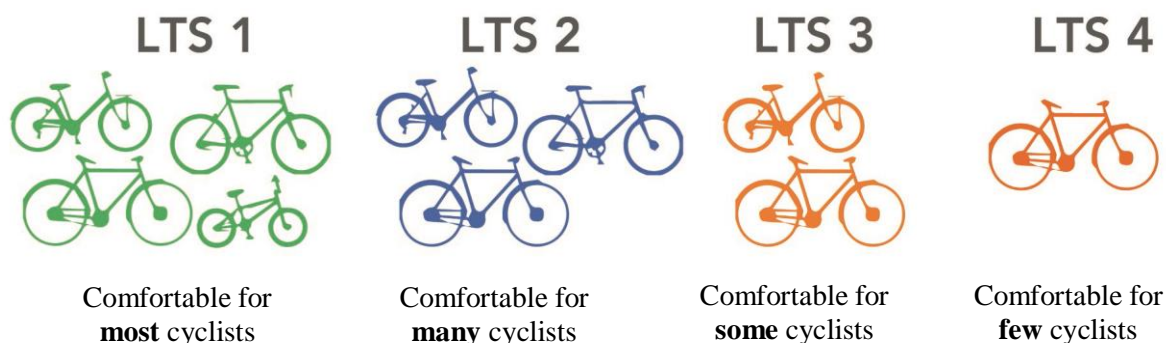 LTS 1
LTS 2
LTS 3
LTS 4
Comfortable for
most cyclists
Comfortable for
many cyclists
Comfortable for
some cyclists
Comfortable for
few cyclists